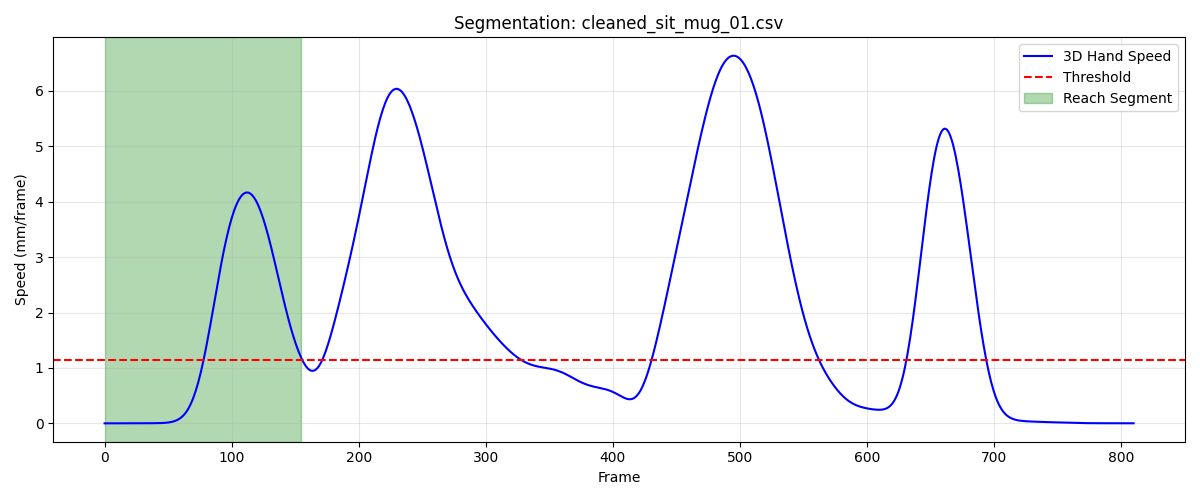 Segmentation: cleaned_sit_mug_01.csv
3D Hand Speed
Threshold
Reach Segment
Speed (mm/frame)
6
5
4
3
2
1
0
0 100 200 300 400 500 600 700 800
Frame